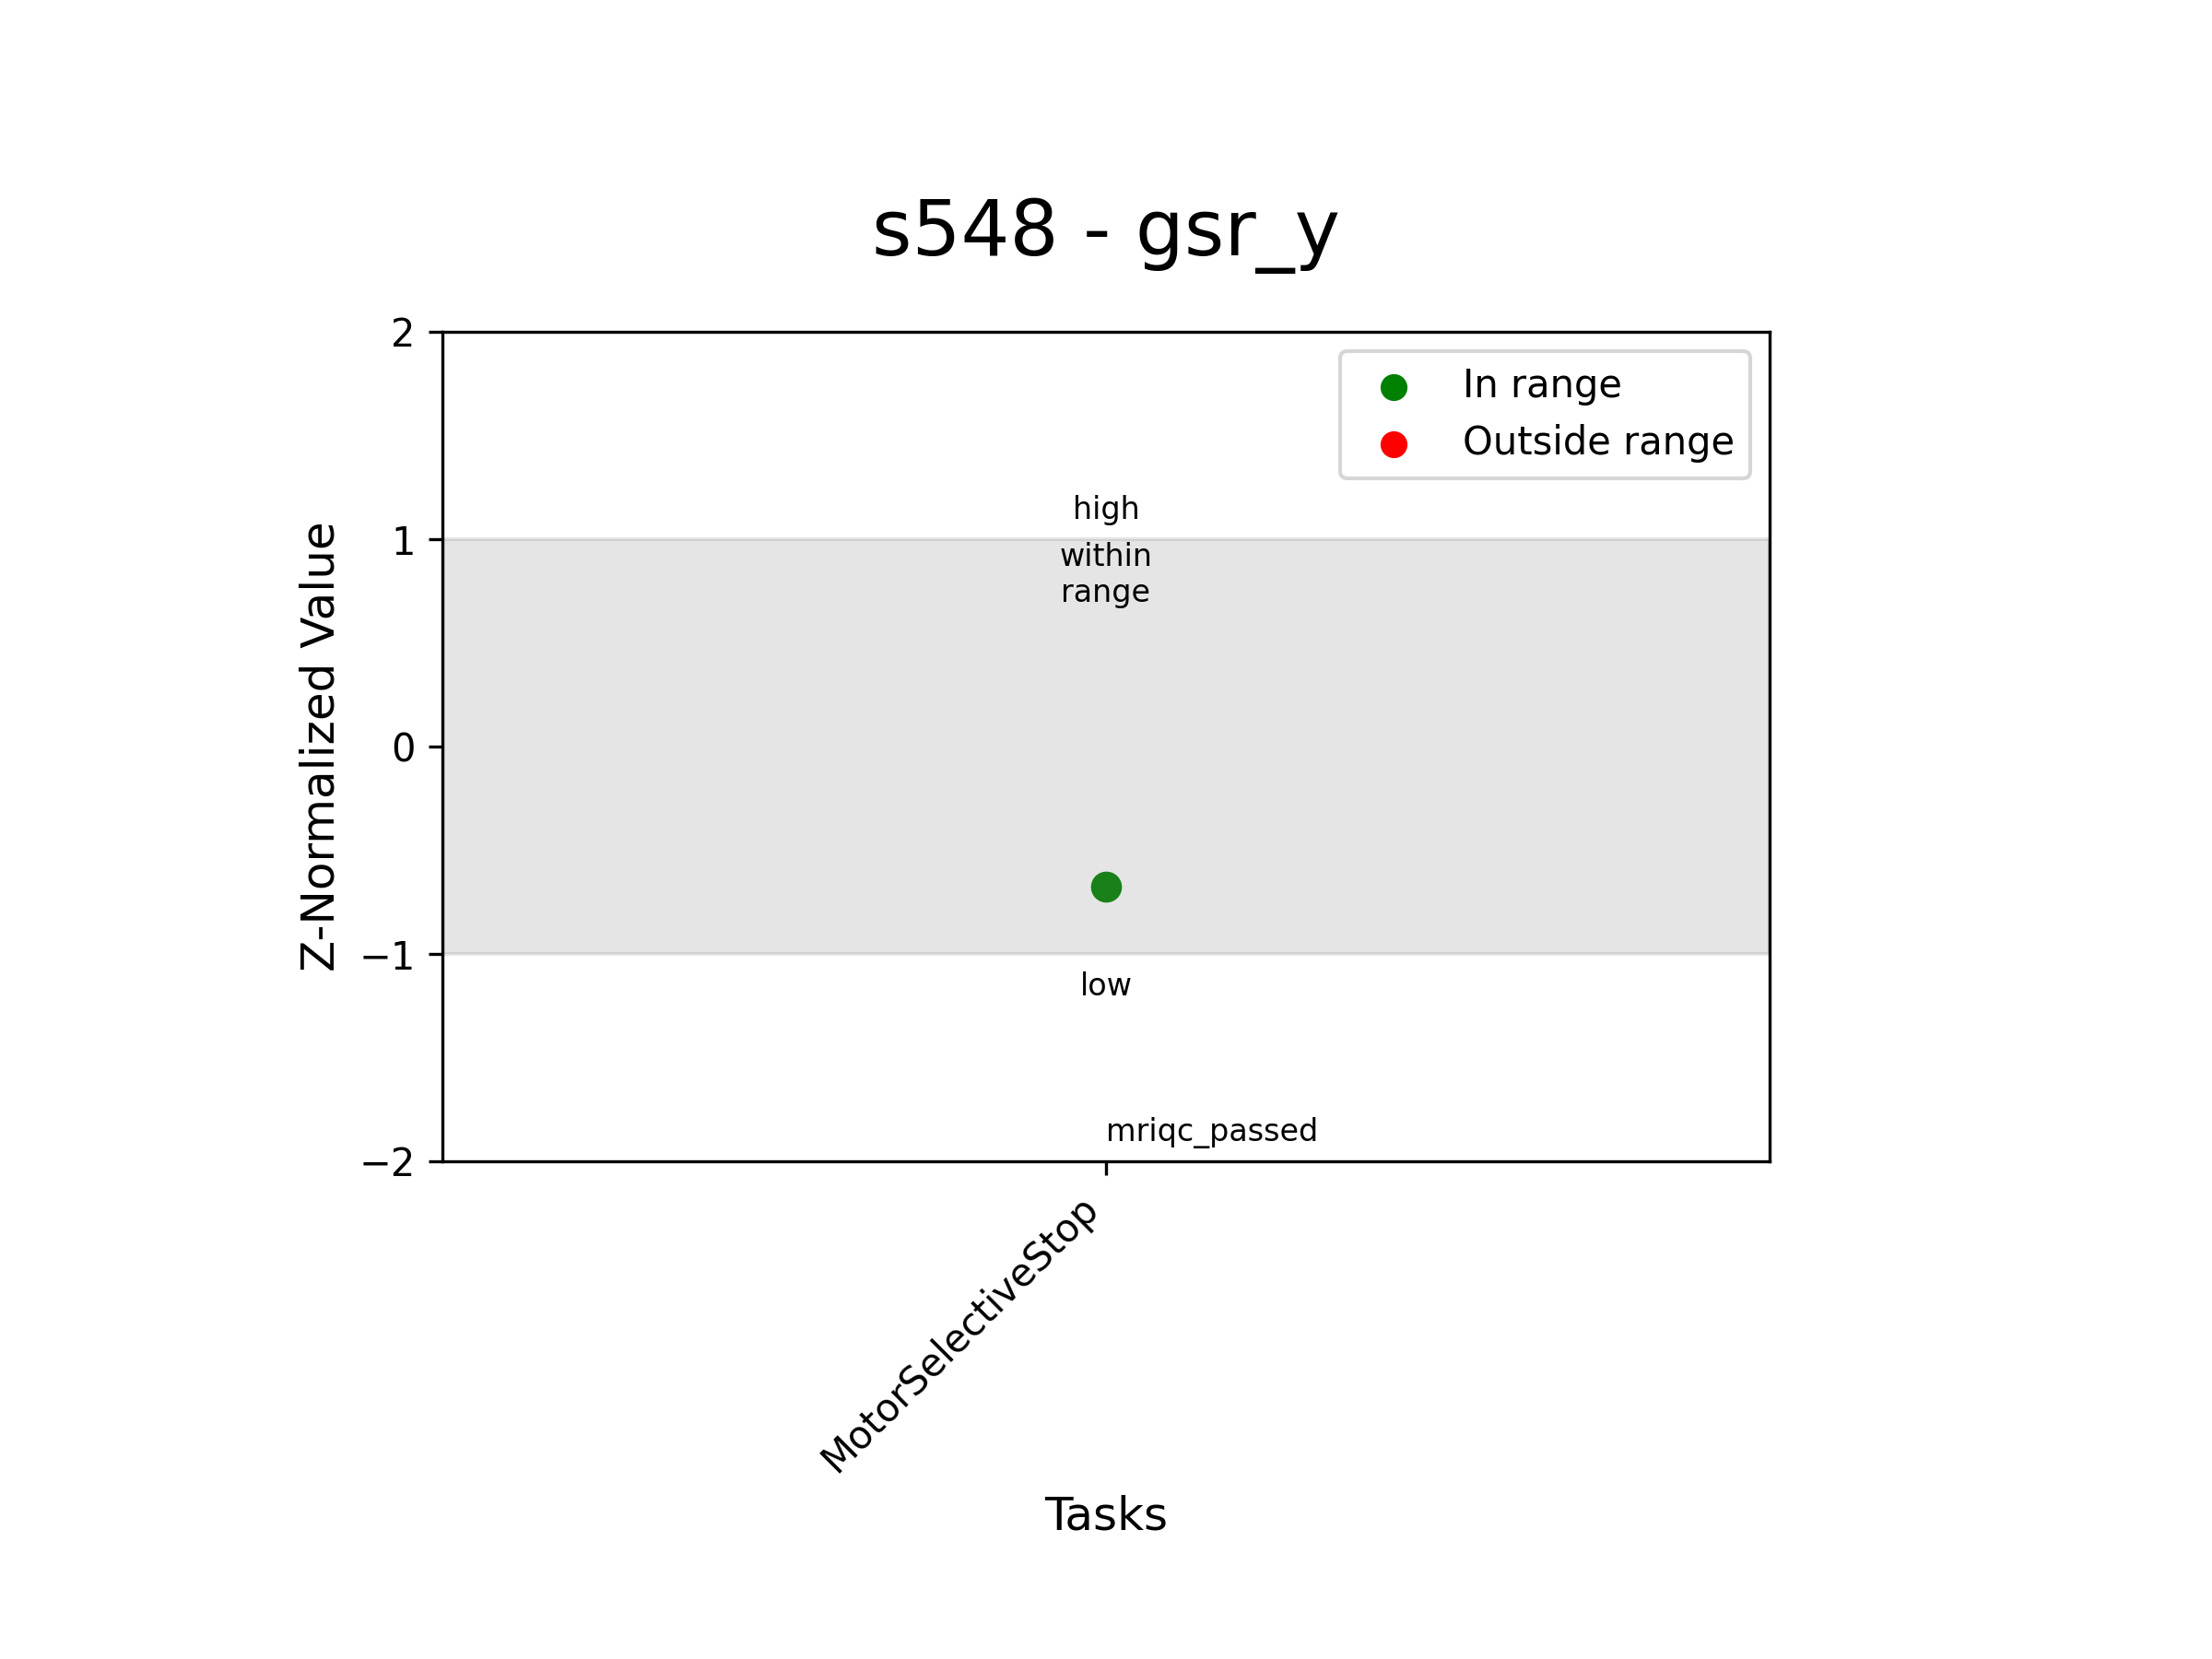 s548 - gsr_y
2
In range
Outside range
high
1
within
range
Z-Normalized Value
0
−1
low
mriqc_passed
−2
MotorSelectiveStop
Tasks